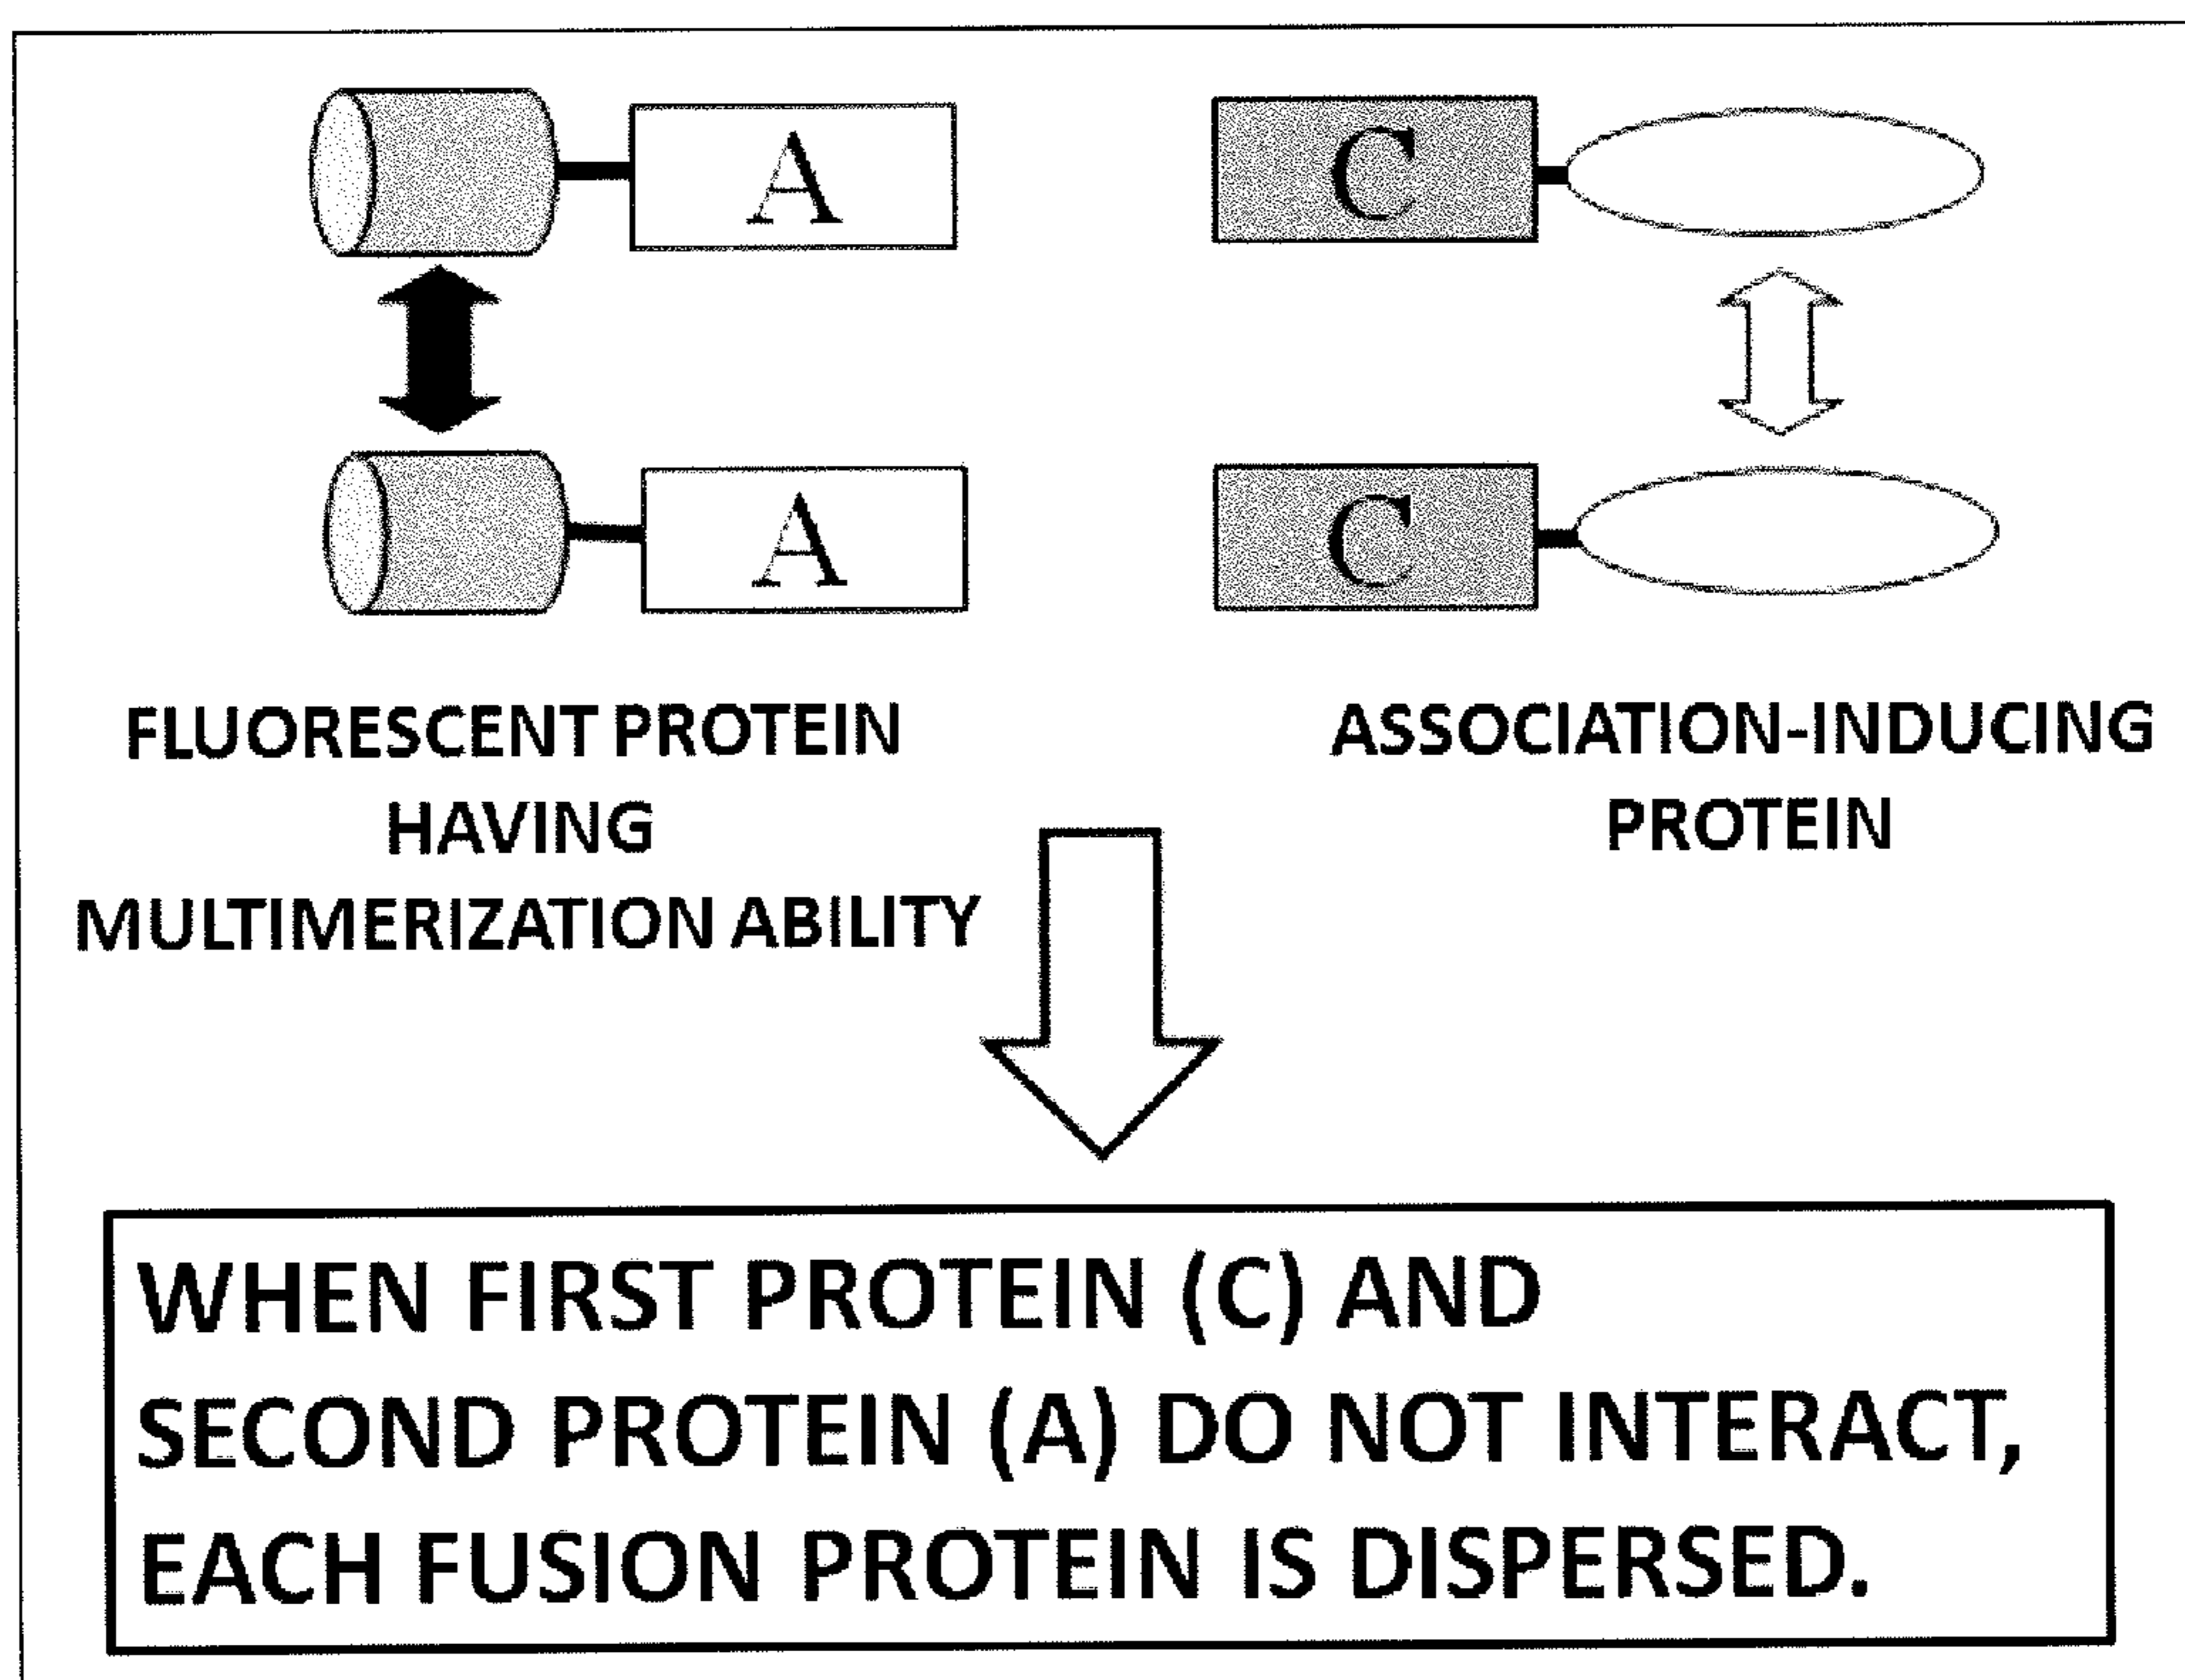 A
C
A
C
FLUORESCENT PROTEIN
HAVING
MULTIMERIZATION ABILITY
ASSOCIATION-INDUCING
PROTEIN
WHEN FIRST PROTEIN (C) AND
SECOND PROTEIN (A) DO NOT INTERACT,
EACH FUSION PROTEIN IS DISPERSED.